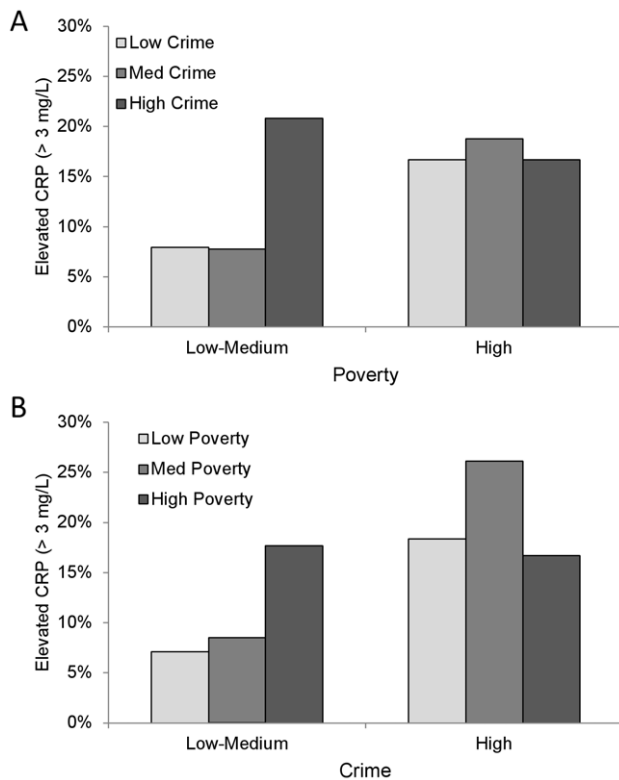 A
Elevated CRP (> 3 mg/L)
30%
25%
20%
15%
10%
5%
0%
Low Crime
Med Crime
High Crime
Low-Medium
High
Poverty
B
Elevated CRP (> 3 mg/L)
30%
25%
20%
15%
10%
5%
0%
Low Poverty
Med Poverty
High Poverty
Low-Medium
High
Crime